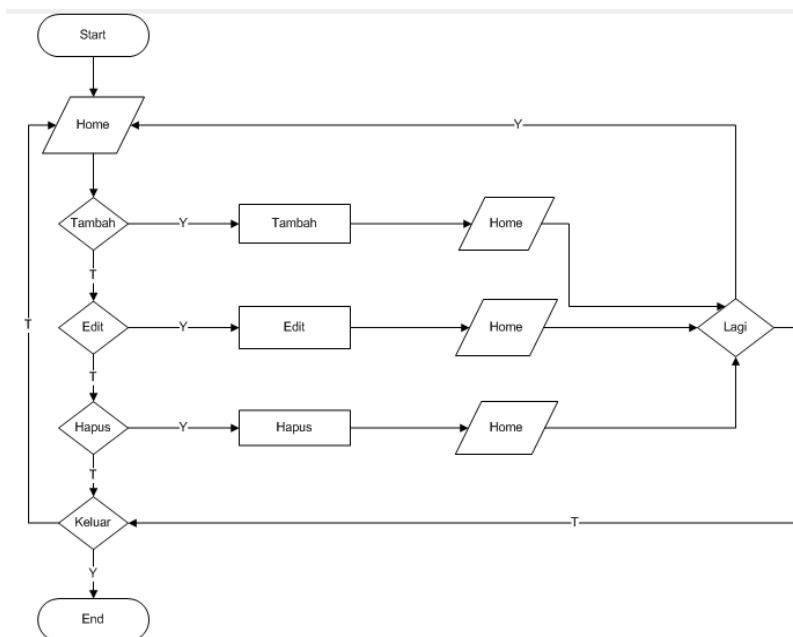 Start
Home
Y
Tambah
Y
Tambah
Home
T
T
Edit
Y
Edit
Home
Lagi
T
Hapus
Y
Hapus
Home
T
Keluar
T
Y
End